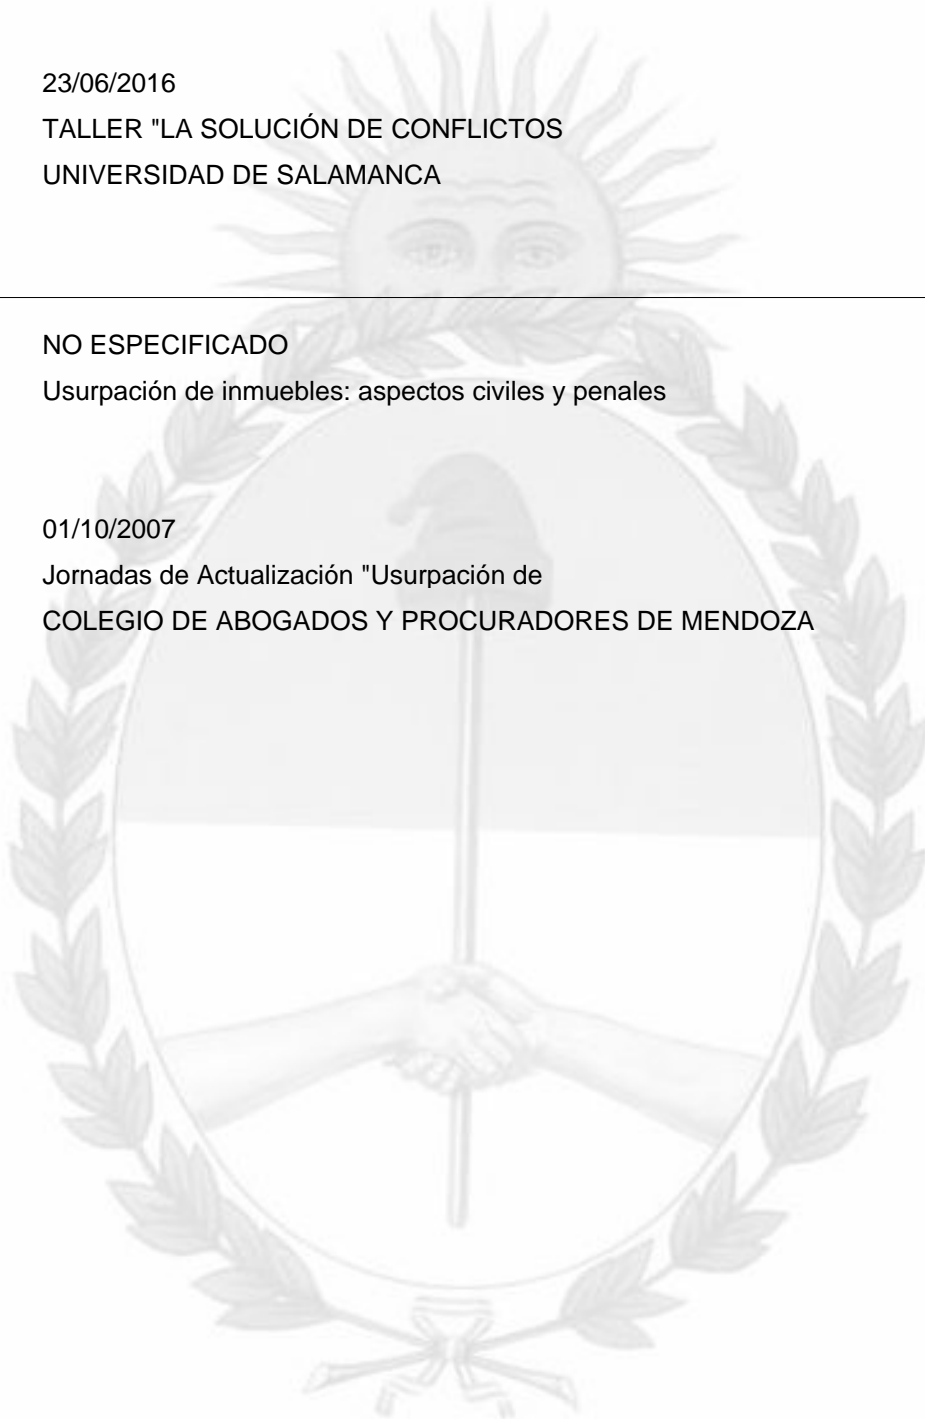 23/06/2016
TALLER "LA SOLUCIÓN DE CONFLICTOS
UNIVERSIDAD DE SALAMANCA
NO ESPECIFICADO
Usurpación de inmuebles: aspectos civiles y penales
01/10/2007
Jornadas de Actualización "Usurpación de
COLEGIO DE ABOGADOS Y PROCURADORES DE MENDOZA